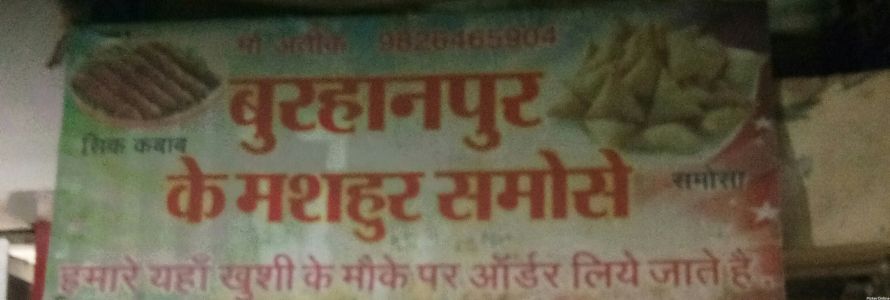 मो अतीक 9826465904
बुरहानपुर
सिक कबाब
के मशहुर समोसे
समोसा
हमारे यहाँ खुशी के मौके पर ऑर्डर लिये जाते है